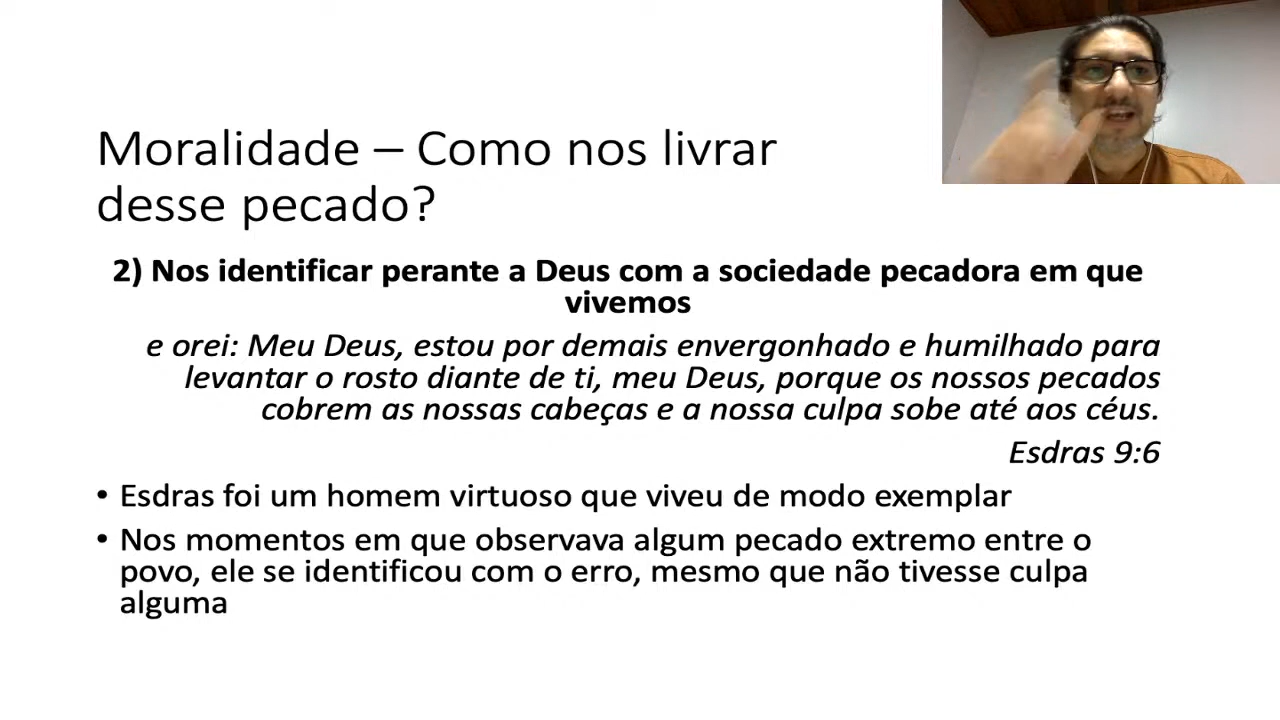 Moralidade – Como nos livrar
desse pecado?
2) Nos identificar perante a Deus com a sociedade pecadora em que
vivemos
e orei: Meu Deus, estou por demais envergonhado e humilhado para
levantar o rosto diante de ti, meu Deus, porque os nossos pecados
cobrem as nossas cabeças e a nossa culpa sobe até aos céus.
Esdras 9:6
• Esdras foi um homem virtuoso que viveu de modo exemplar
• Nos momentos em que observava algum pecado extremo entre o
povo, ele se identificou com o erro, mesmo que não tivesse culpa
alguma